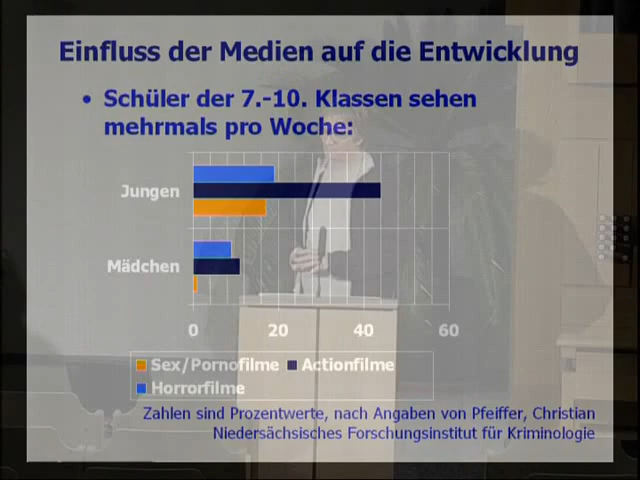 Einfluss der Medien auf die Entwicklung
• Schüler der 7.-10. Klassen sehen
mehrmals pro Woche:
Jungen
Mädchen
0 20 40 60
Sex/Pornofilme Actionfilme
Horrorfilme
Zahlen sind Prozentwerte, nach Angaben von Pfeiffer, Christian
Niedersächsisches Forschungsinstitut für Kriminologie